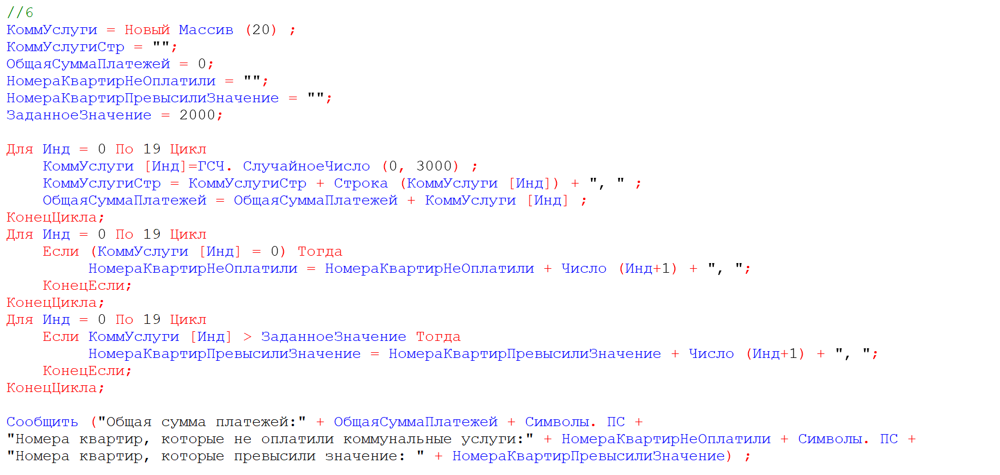 //6
КоммУслуги = Новый Массив (20) ;
КоммУслугиСтр = "";
ОбщаяСуммаПлатежей = 0;
НомераКвартирНеОплатили = "";
НомераКвартирПревысилиЗначение = "";
ЗаданноеЗначение = 2000;
Для Инд = 0 По 19 Цикл
КоммУслуги [Инд]=ГСЧ. СлучайноеЧисло (0, 3000) ;
КоммУслугиСтр = КоммУслугиСтр + Строка (КоммУслуги [Инд]) + ", " ;
ОбщаяСуммаПлатежей = ОбщаяСуммаПлатежей + КоммУслуги [Инд] ;
КонецЦикла;
Для Инд = 0 По 19 Цикл
Если (КоммУслуги [Инд] = 0) Тогда
НомераКвартирНеОплатили = НомераКвартирНеОплатили + Число (Инд+1) + ", ";
КонецЕсли;
КонецЦикла;
Для Инд = 0 По 19 Цикл
Если КоммУслуги [Инд] > ЗаданноеЗначение Тогда
НомераКвартирПревысилиЗначение = НомераКвартирПревысилиЗначение + Число (Инд+1) + ", ";
КонецЕсли;
КонецЦикла;
Сообщить ("Общая сумма платежей:" + ОбщаяСуммаПлатежей + Символы. ПС +
"Номера квартир, которые не оплатили коммунальные услуги:" + НомераКвартирНеОплатили + Символы. ПС +
"Номера квартир, которые превысили значение: " + НомераКвартирПревысилиЗначение) ;